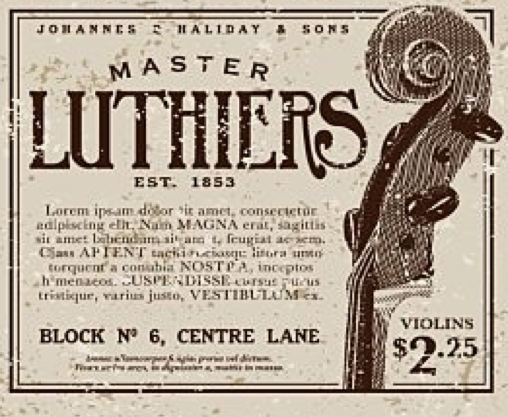 JOHANNES E HALIDAY & SONS
MASTER
LUTHIERS
EST. 1853
Lorem ipsum dolor sit amet, consectetur
adipiscing elit. Nam MAGNA erat, sagittis
sit amet bibendum sit amet, feugiat ac sem.
Class APTENT taciti sociosqu litora
torquent a conubia NOSTRA, inceptos
himenaeos. SUSPENDISSE cursus purus
tristique, varius justo, VESTIBULUM ex.
BLOCK Nº 6, CENTRE LANE
VIOLINS
$2.25